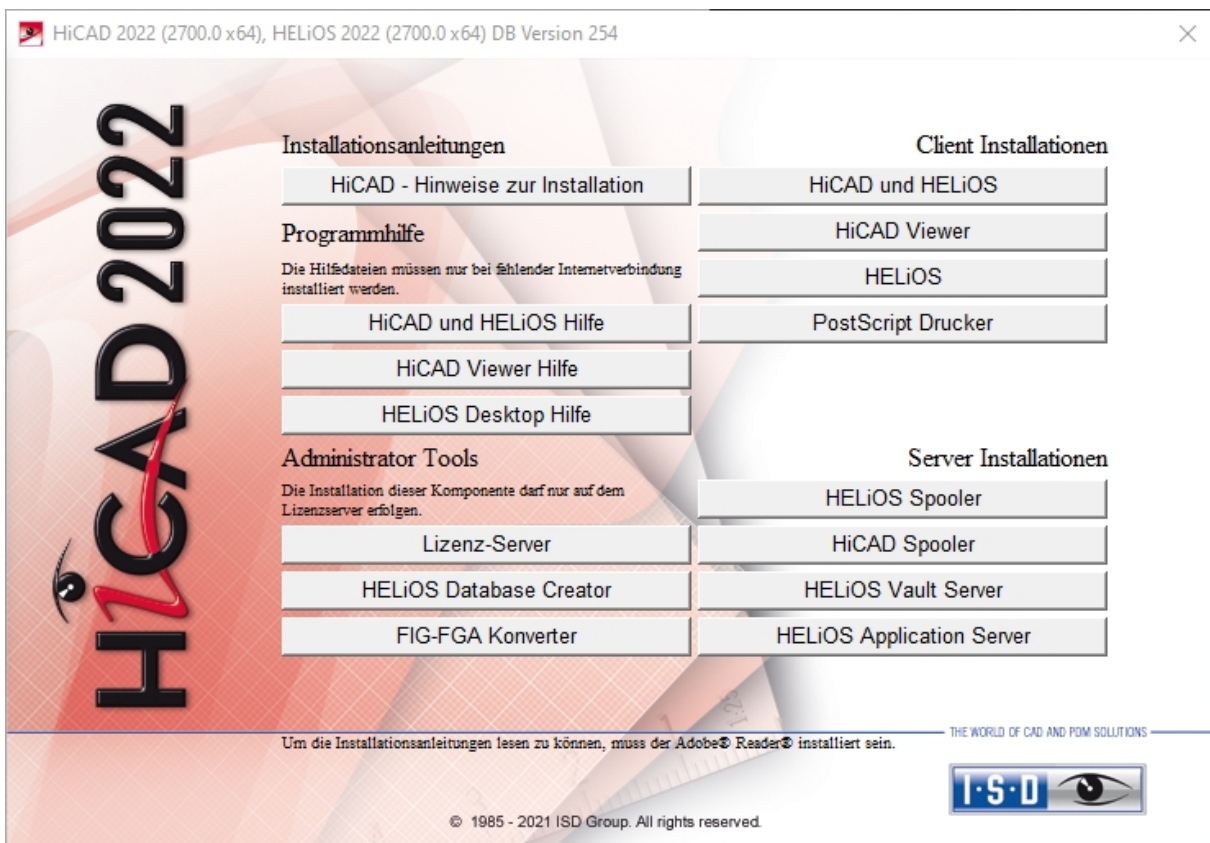 HiCAD 2022 (2700.0 x64), HELiOS 2022 (2700.0 x64) DB Version 254
HiCAD 2022
Installationsanleitungen
HiCAD - Hinweise zur Installation
Programmhilfe
Die Hilfedateien müssen nur bei fehlender Internetverbindung
installiert werden.
HiCAD und HELiOS Hilfe
HiCAD Viewer Hilfe
HELiOS Desktop Hilfe
Administrator Tools
Die Installation dieser Komponente darf nur auf dem
Lizenzserver erfolgen.
Lizenz-Server
HELiOS Database Creator
FIG-FGA Konverter
Client Installationen
HiCAD und HELiOS
HiCAD Viewer
HELiOS
PostScript Drucker
Server Installationen
HELiOS Spooler
HiCAD Spooler
HELiOS Vault Server
HELiOS Application Server
1:25
Um die Installationsanleitungen lesen zu können, muss der Adobe® Reader® installiert sein.
THE WORLD OF CAD AND PDM SOLUTIONS
I·S·D
© 1985 - 2021 ISD Group. All rights reserved.